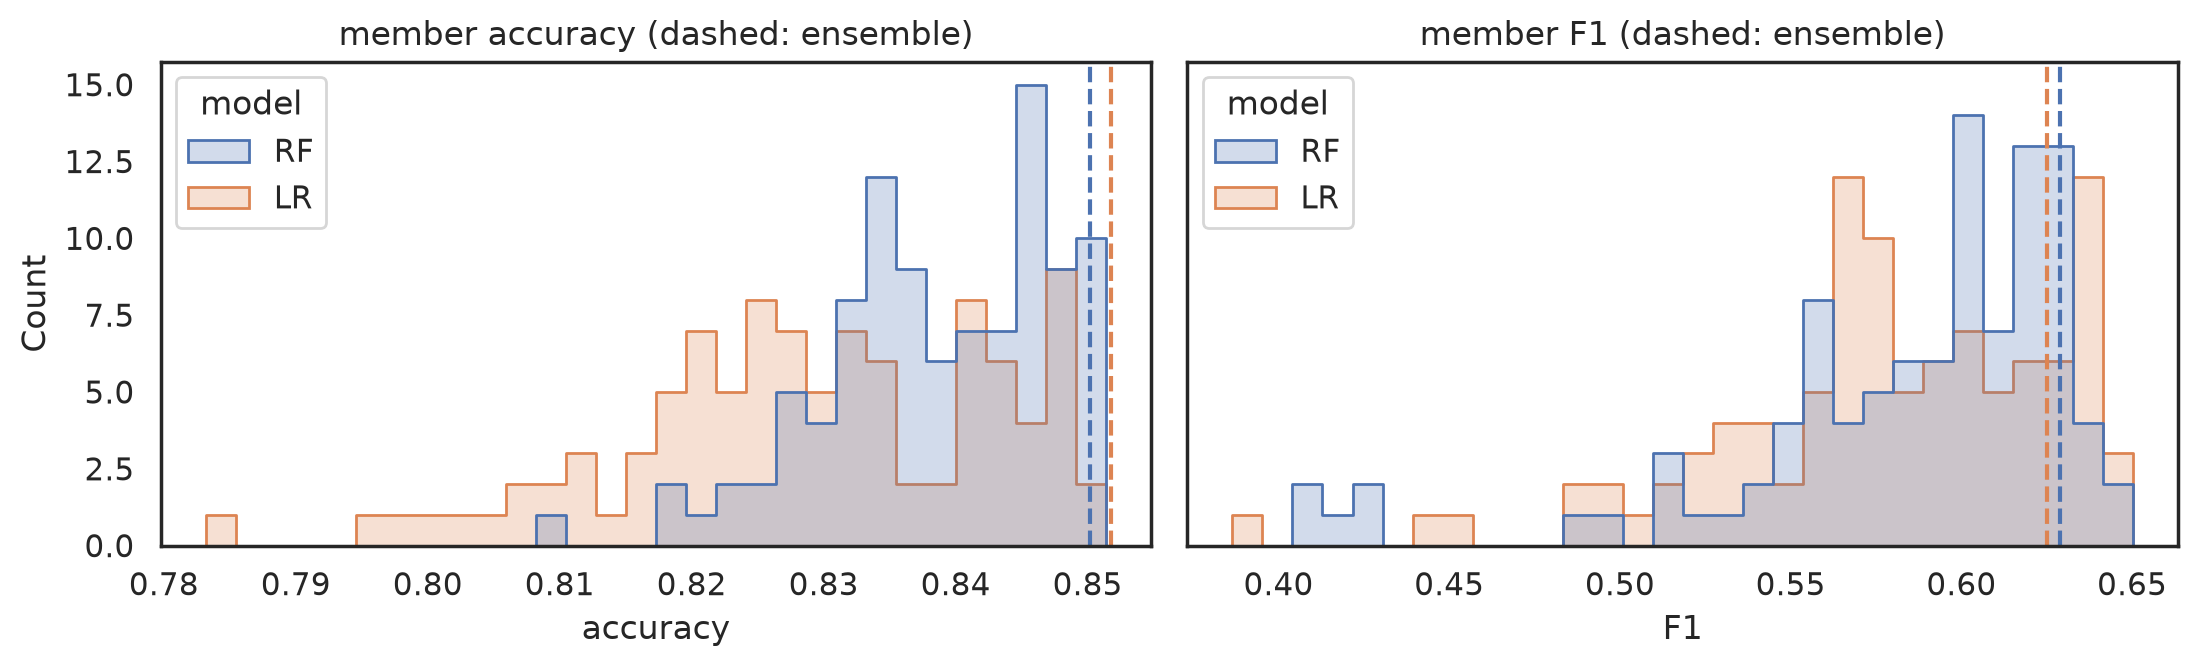 member accuracy (dashed: ensemble)
model
RF
LR
15.0
12.5
10.0
7.5
5.0
2.5
0.0
Count
0.78 0.79 0.80 0.81 0.82 0.83 0.84 0.85
accuracy
member F1 (dashed: ensemble)
model
RF
LR
0.40 0.45 0.50 0.55 0.60 0.65
F1